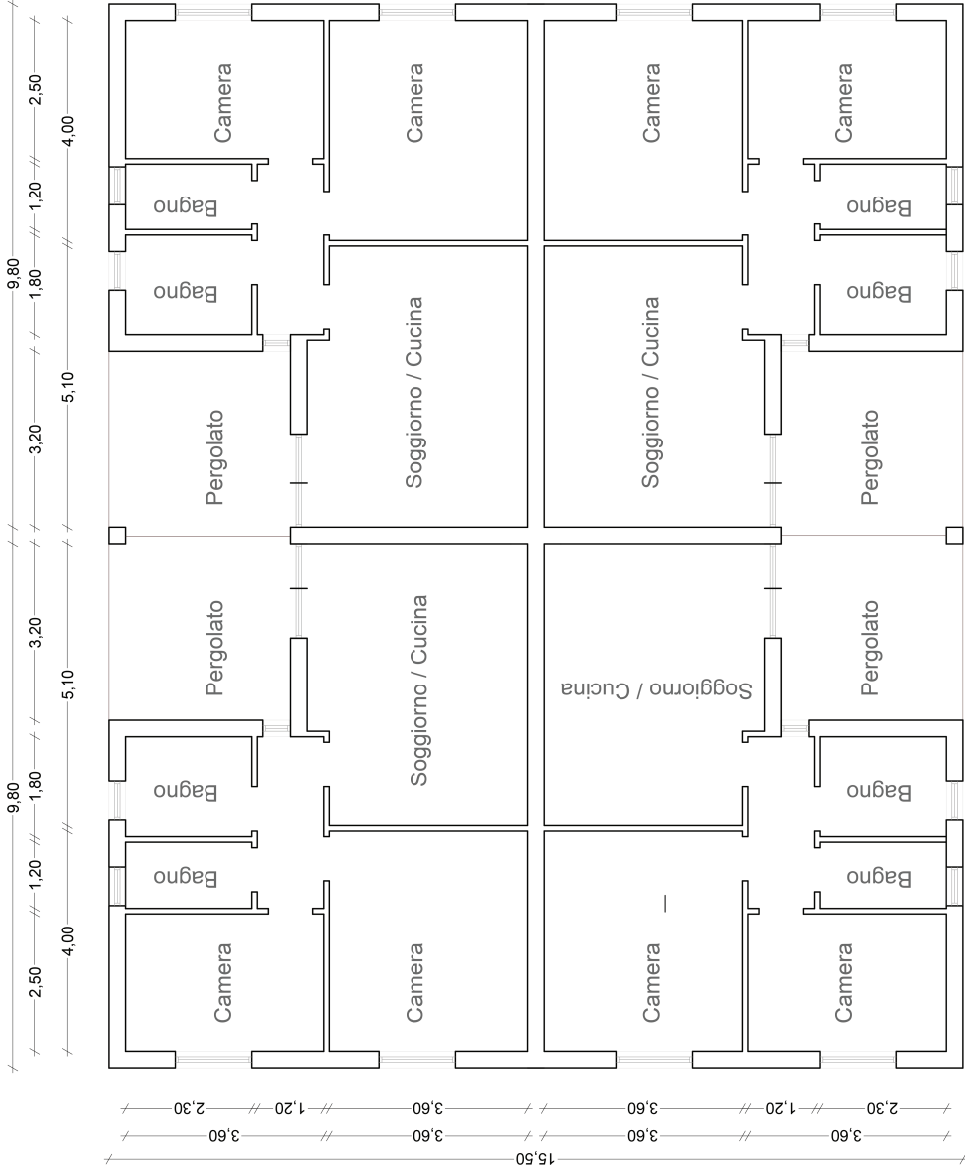 Camera
Camera
Camera
Camera
Bagno
Bagno
Bagno
Bagno
Soggiorno / Cucina
Soggiorno / Cucina
Pergolato
Pergolato
Pergolato
Pergolato
Soggiorno / Cucina
Soggiorno / Cucina
Bagno
Bagno
Bagno
Bagno
Camera
Camera
Camera
Camera
9,80
9,80
2,50
1,20
1,80
3,20
3,20
1,80
1,20
2,50
4,00
5,10
5,10
4,00
2,30
1,20
3,60
3,60
1,20
2,30
3,60
3,60
3,60
3,60
15,50